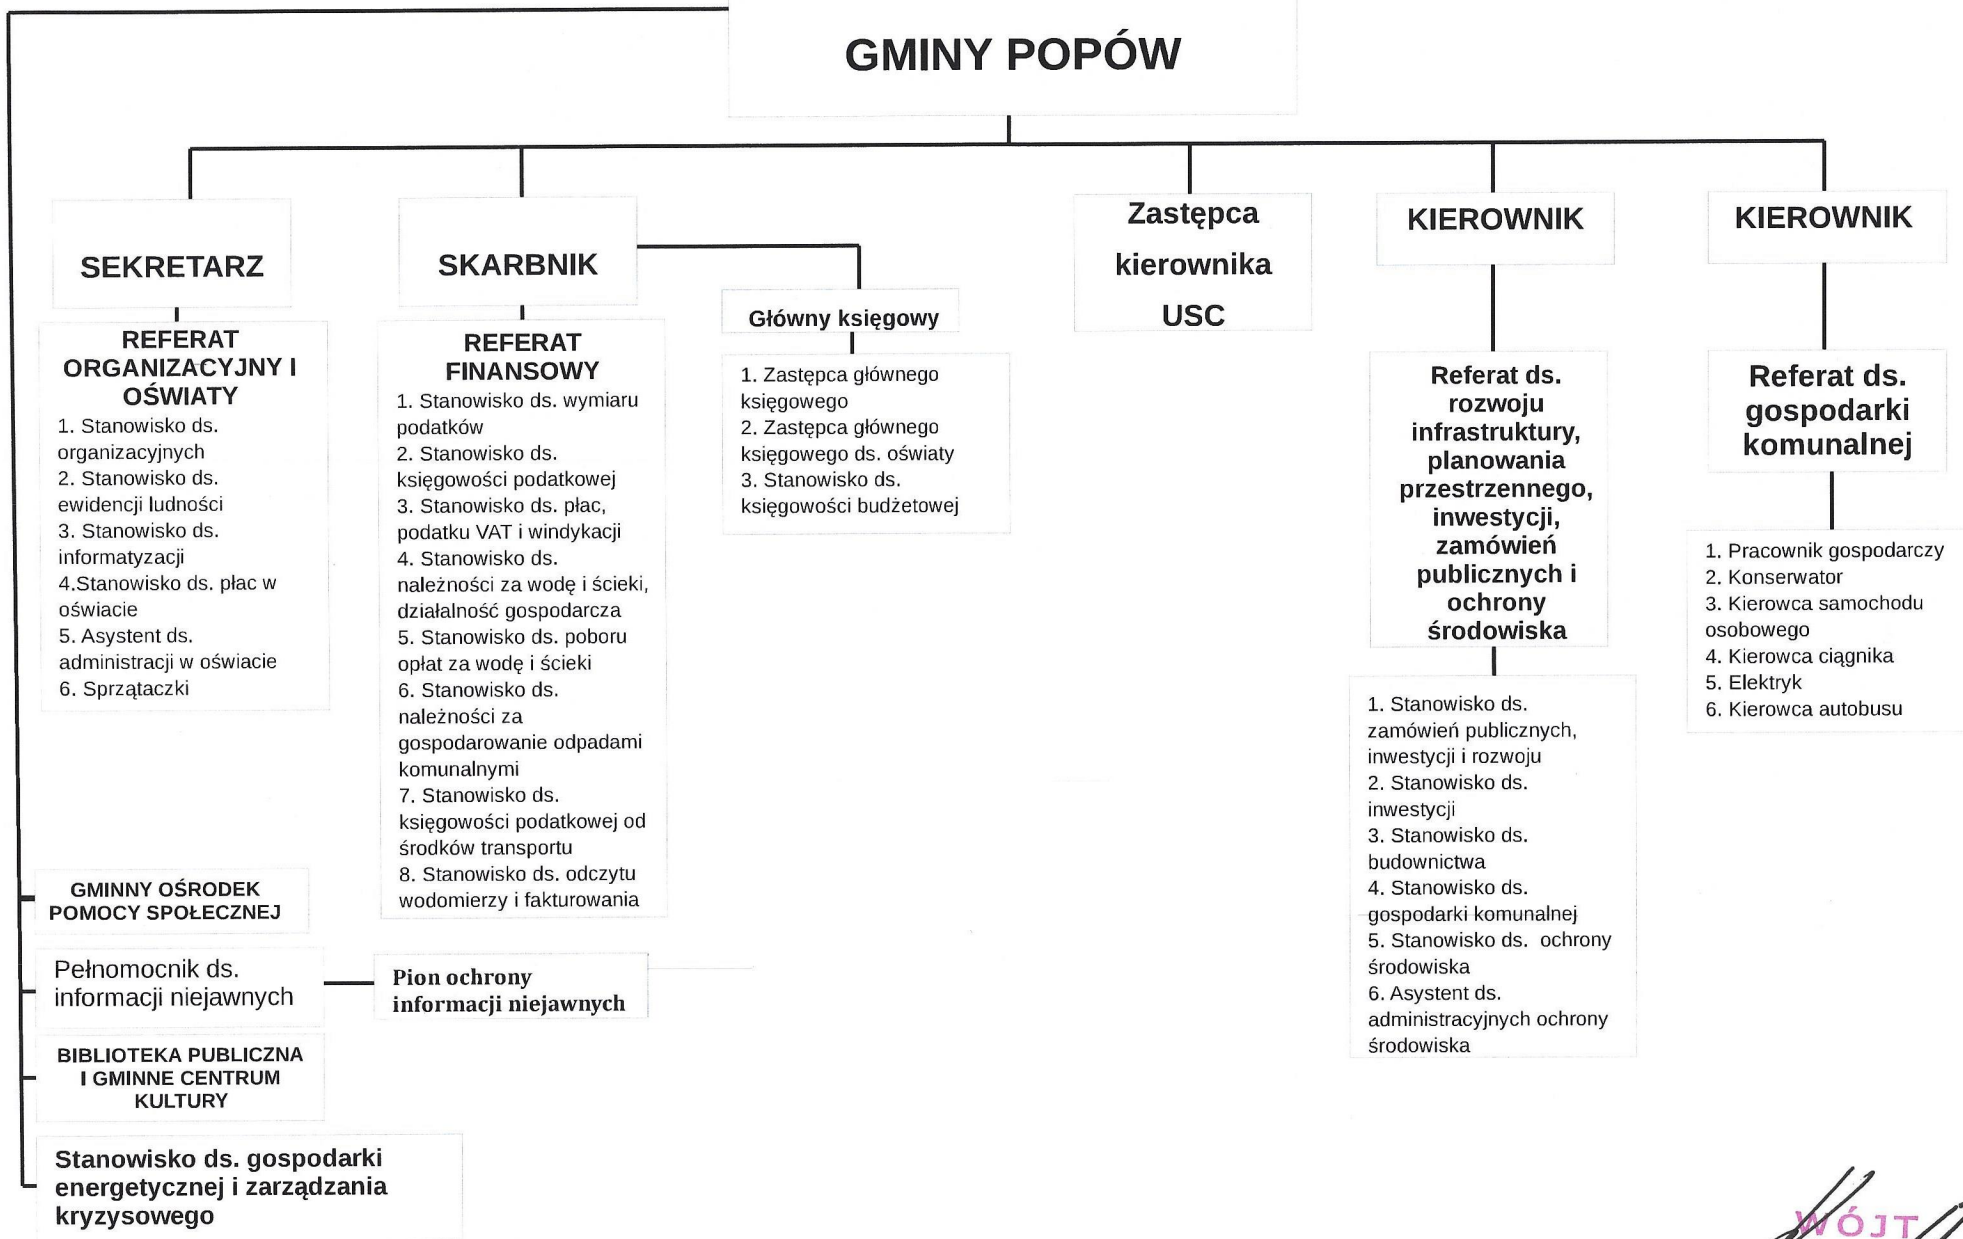 GMINY POPÓW
SEKRETARZ
REFERAT
ORGANIZACYJNY I
OŚWIATY
1. Stanowisko ds.
organizacyjnych
2. Stanowisko ds.
ewidencji ludności
3. Stanowisko ds.
informatyzacji
4.Stanowisko ds. płac w
oświacie
5. Asystent ds.
administracji w oświacie
6. Sprzątaczki
SKARBNIK
REFERAT
FINANSOWY
1. Stanowisko ds. wymiaru
podatków
2. Stanowisko ds.
księgowości podatkowej
3. Stanowisko ds. płac,
podatku VAT i windykacji
4. Stanowisko ds.
należności za wodę i ścieki,
działalność gospodarcza
5. Stanowisko ds. poboru
opłat za wodę i ścieki
6. Stanowisko ds.
należności za
gospodarowanie odpadami
komunalnymi
7. Stanowisko ds.
księgowości podatkowej od
środków transportu
8. Stanowisko ds. odczytu
wodomierzy i fakturowania
Główny księgowy
1. Zastępca głównego
księgowego
2. Zastępca głównego
księgowego ds. oświaty
3. Stanowisko ds.
księgowości budżetowej
Zastępca
kierownika
USC
KIEROWNIK
Referat ds.
rozwoju
infrastruktury,
planowania
przestrzennego,
inwestycji,
zamówień
publicznych i
ochrony
środowiska
1. Stanowisko ds.
zamówień publicznych,
inwestycji i rozwoju
2. Stanowisko ds.
inwestycji
3. Stanowisko ds.
budownictwa
4. Stanowisko ds.
gospodarki komunalnej
5. Stanowisko ds. ochrony
środowiska
6. Asystent ds.
administracyjnych ochrony
środowiska
KIEROWNIK
Referat ds.
gospodarki
komunalnej
1. Pracownik gospodarczy
2. Konserwator
3. Kierowca samochodu
osobowego
4. Kierowca ciągnika
5. Elektryk
6. Kierowca autobusu
GMINNY OŚRODEK
POMOCY SPOŁECZNEJ
Pełnomocnik ds.
informacji niejawnych
Pion ochrony
informacji niejawnych
BIBLIOTEKA PUBLICZNA
I GMINNE CENTRUM
KULTURY
Stanowisko ds. gospodarki
energetycznej i zarządzania
kryzysowego
WÓJT